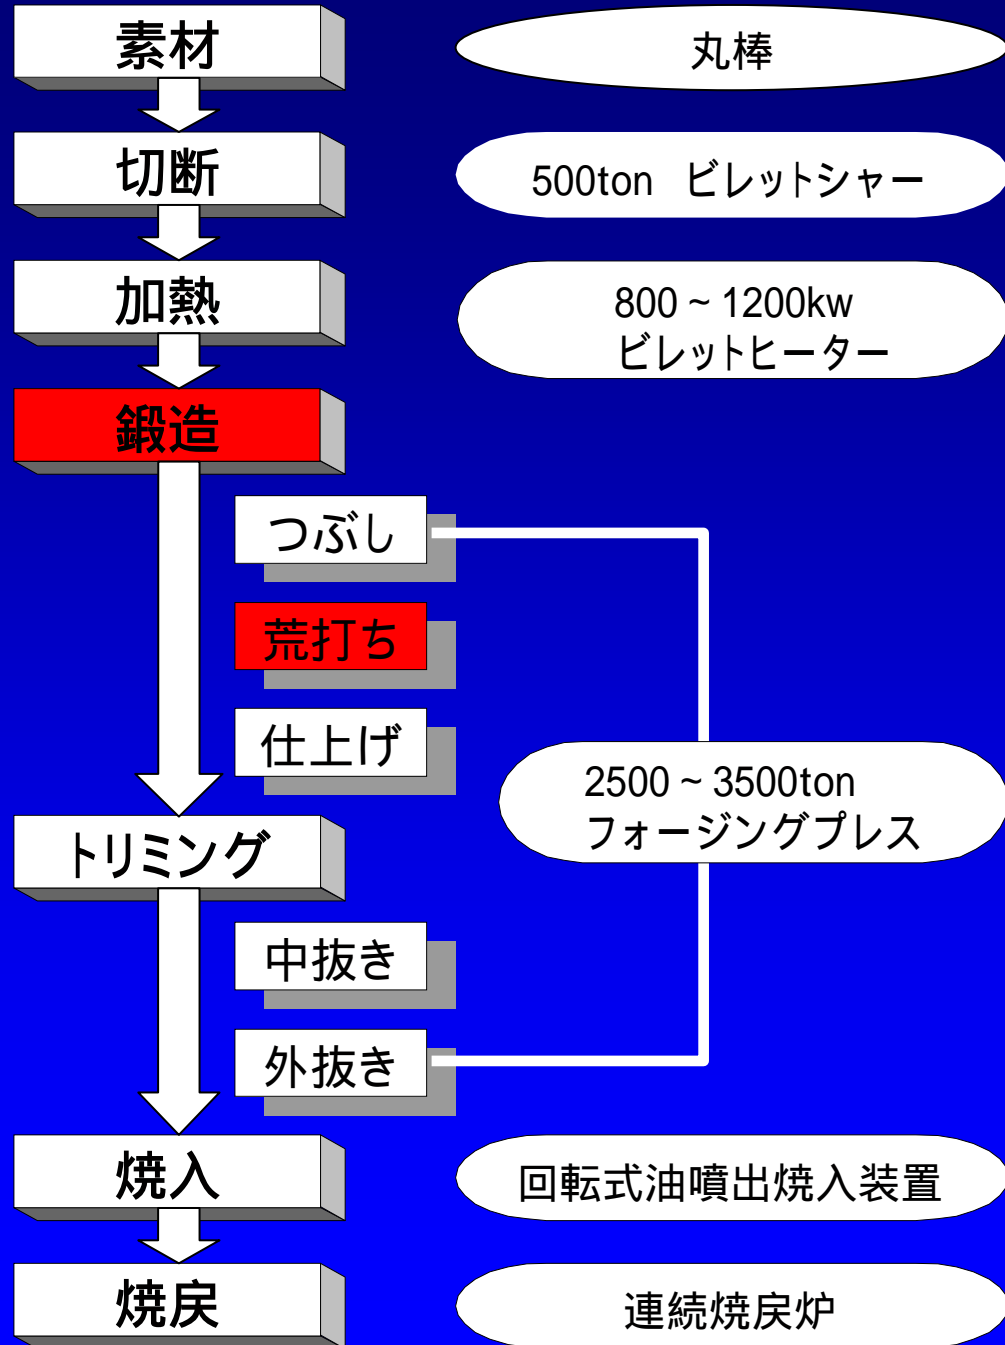 素材
丸棒
切断
500ton ビレットシャー
加熱
800 ~ 1200kw
ビレットヒーター
鍛造
つぶし
荒打ち
仕上げ
2500 ~ 3500ton
フォージングプレス
トリミング
中抜き
外抜き
焼入
回転式油噴出焼入装置
焼戻
連続焼戻炉